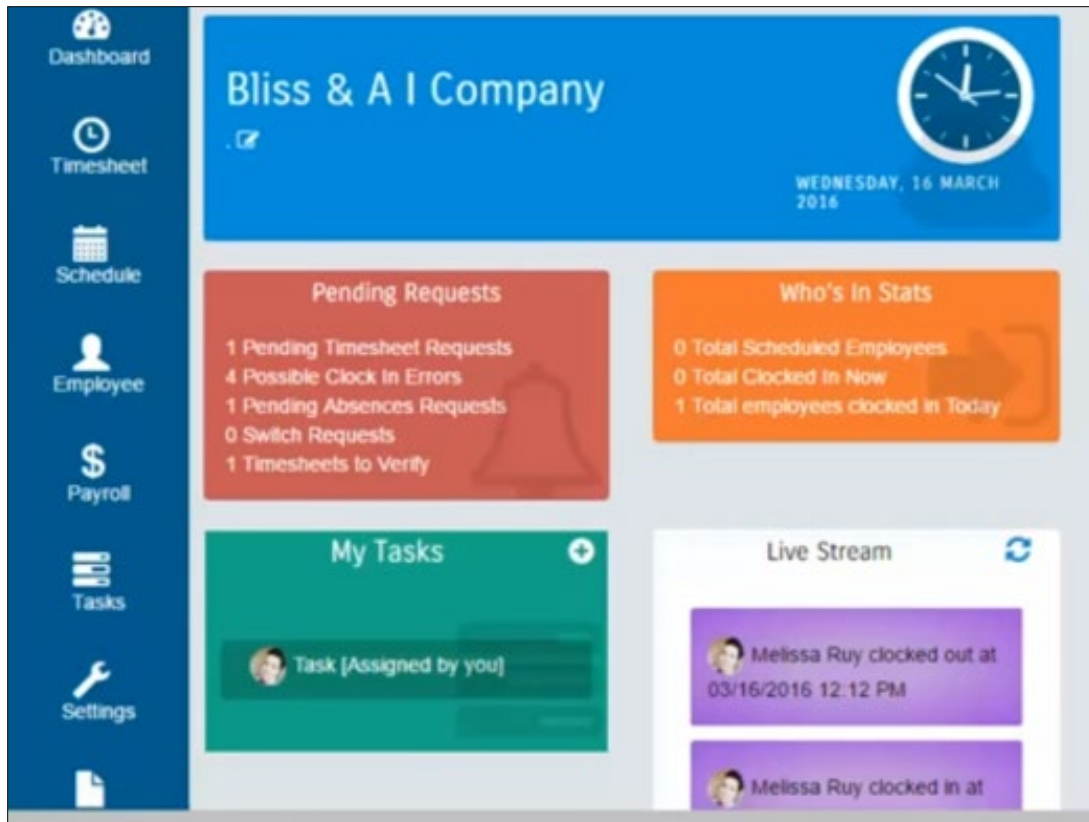 Dashboard
Timesheet
Schedule
Employee
Payroll
Tasks
Settings
Bliss & A I Company
.
WEDNESDAY, 16 MARCH
2016
Pending Requests
1 Pending Timesheet Requests
4 Possible Clock In Errors
1 Pending Absences Requests
0 Switch Requests
1 Timesheets to Verify
Who's In Stats
0 Total Scheduled Employees
0 Total Clocked In Now
1 Total employees clocked in Today
My Tasks
Task [Assigned by you]
Live Stream
Melissa Ruy clocked out at
03/16/2016 12:12 PM
Melissa Ruy clocked in at